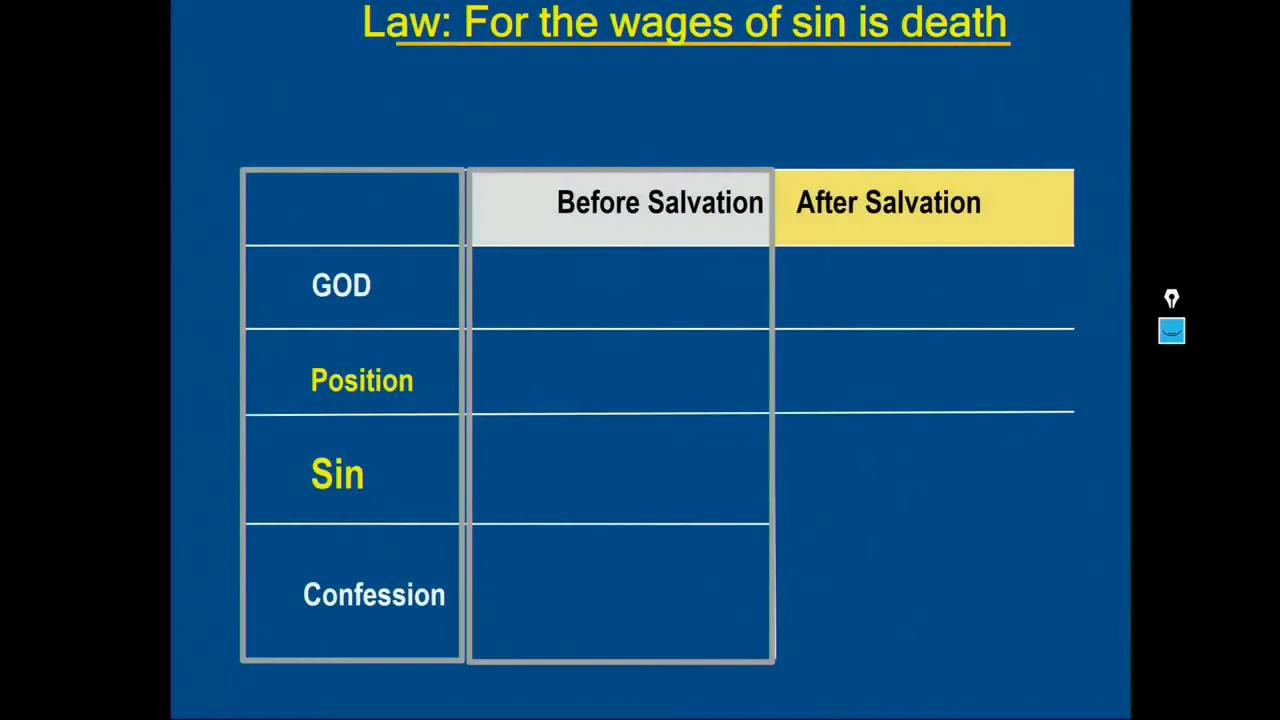 Law: For the wages of sin is death
Before Salvation After Salvation
GOD
Position
Sin
Confession